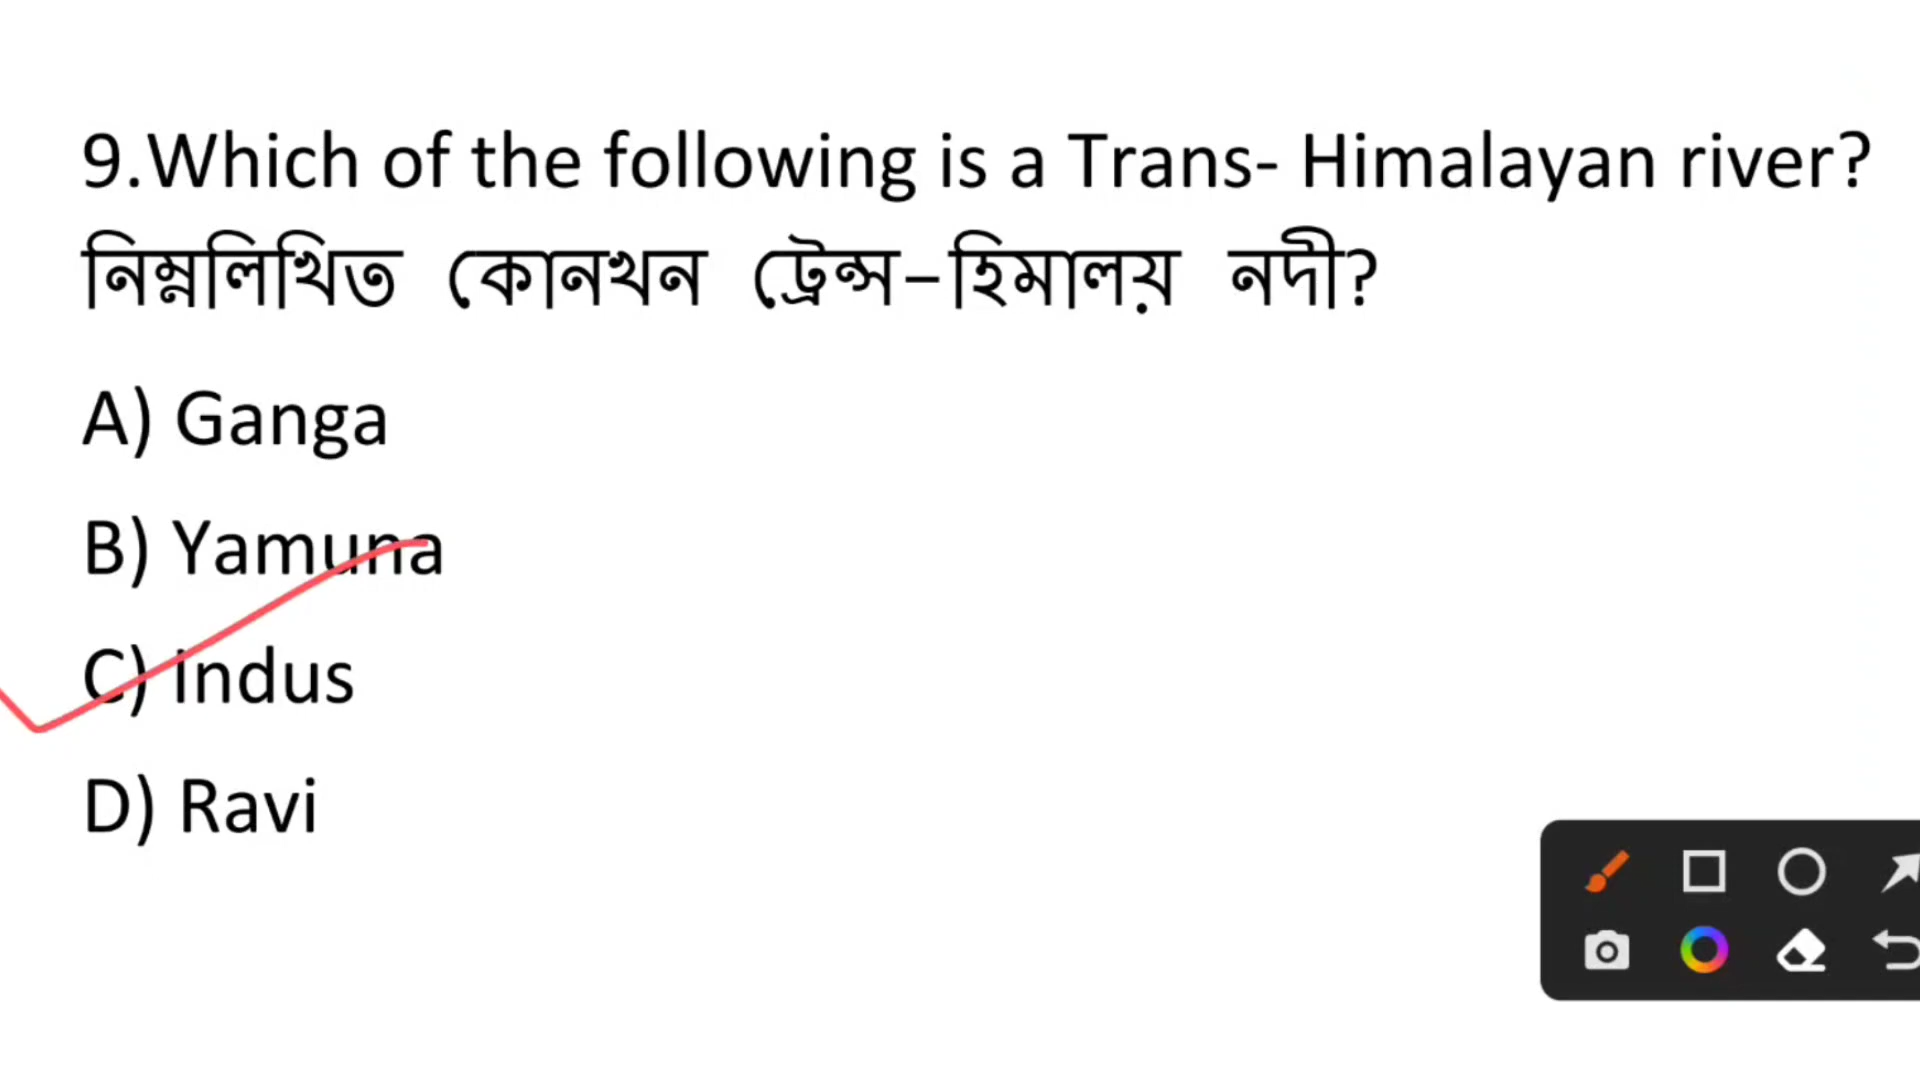 9.Which of the following is a Trans- Himalayan river?
নিম্নলিখিত কোনখন ট্ৰেন্স–হিমালয় নদী?
A) Ganga
B) Yamuna
C) Indus
D) Ravi